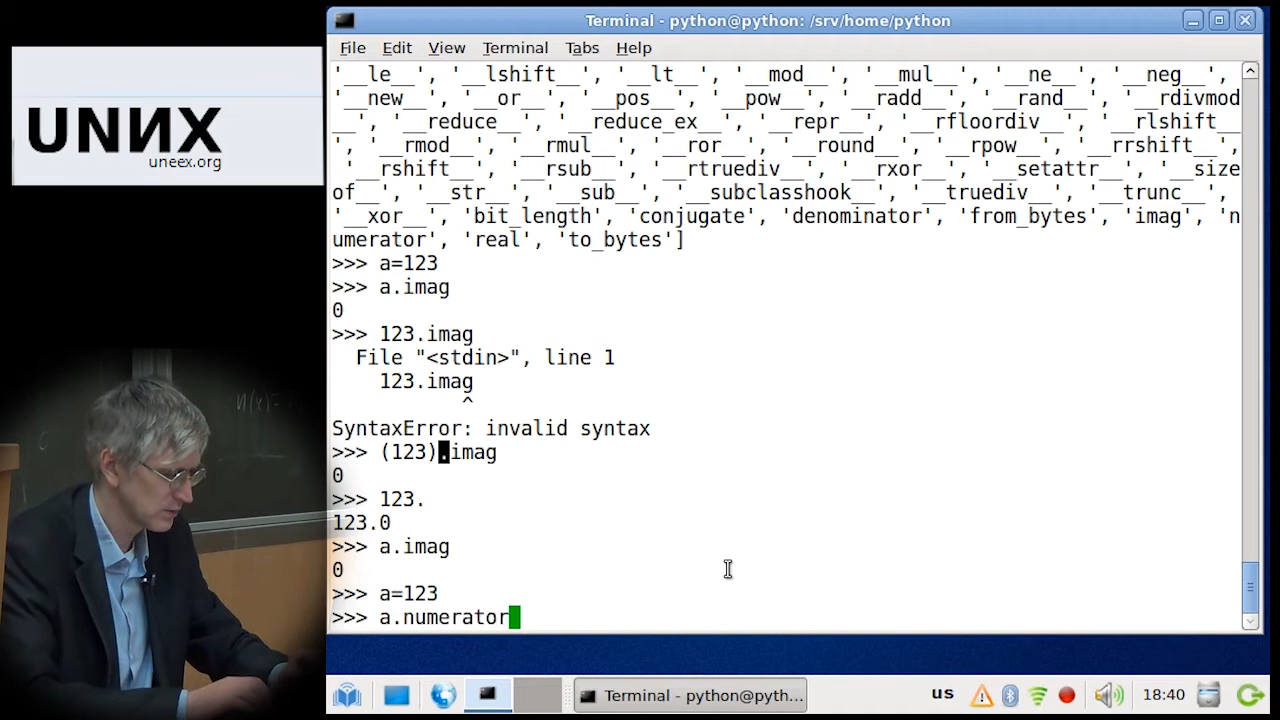 UNИX
uneex.org
Terminal - python@python: /srv/home/python
File Edit View Terminal Tabs Help
'__le__', '__lshift__', '__lt__', '__mod__', '__mul__', '__ne__', '__neg__',
'__new__', '__or__', '__pos__', '__pow__', '__radd__', '__rand__', '__rdivmod
__', '__reduce__', '__reduce_ex__', '__repr__', '__rfloordiv__', '__rlshift__
', '__rmod__', '__rmul__', '__ror__', '__round__', '__rpow__', '__rrshift__',
'__rshift__', '__rsub__', '__rtruediv__', '__rxor__', '__setattr__', '__size
of__', '__str__', '__sub__', '__subclasshook__', '__truediv__', '__trunc__',
'__xor__', 'bit_length', 'conjugate', 'denominator', 'from_bytes', 'imag', 'n
umerator', 'real', 'to_bytes']
>>> a=123
>>> a.imag
0
>>> 123.imag
File "<stdin>", line 1
123.imag
^
SyntaxError: invalid syntax
>>> (123).imag
0
>>> 123.
123.0
>>> a.imag
0
>>> a=123
>>> a.numerator
Terminal - python@pyth...
us
18:40